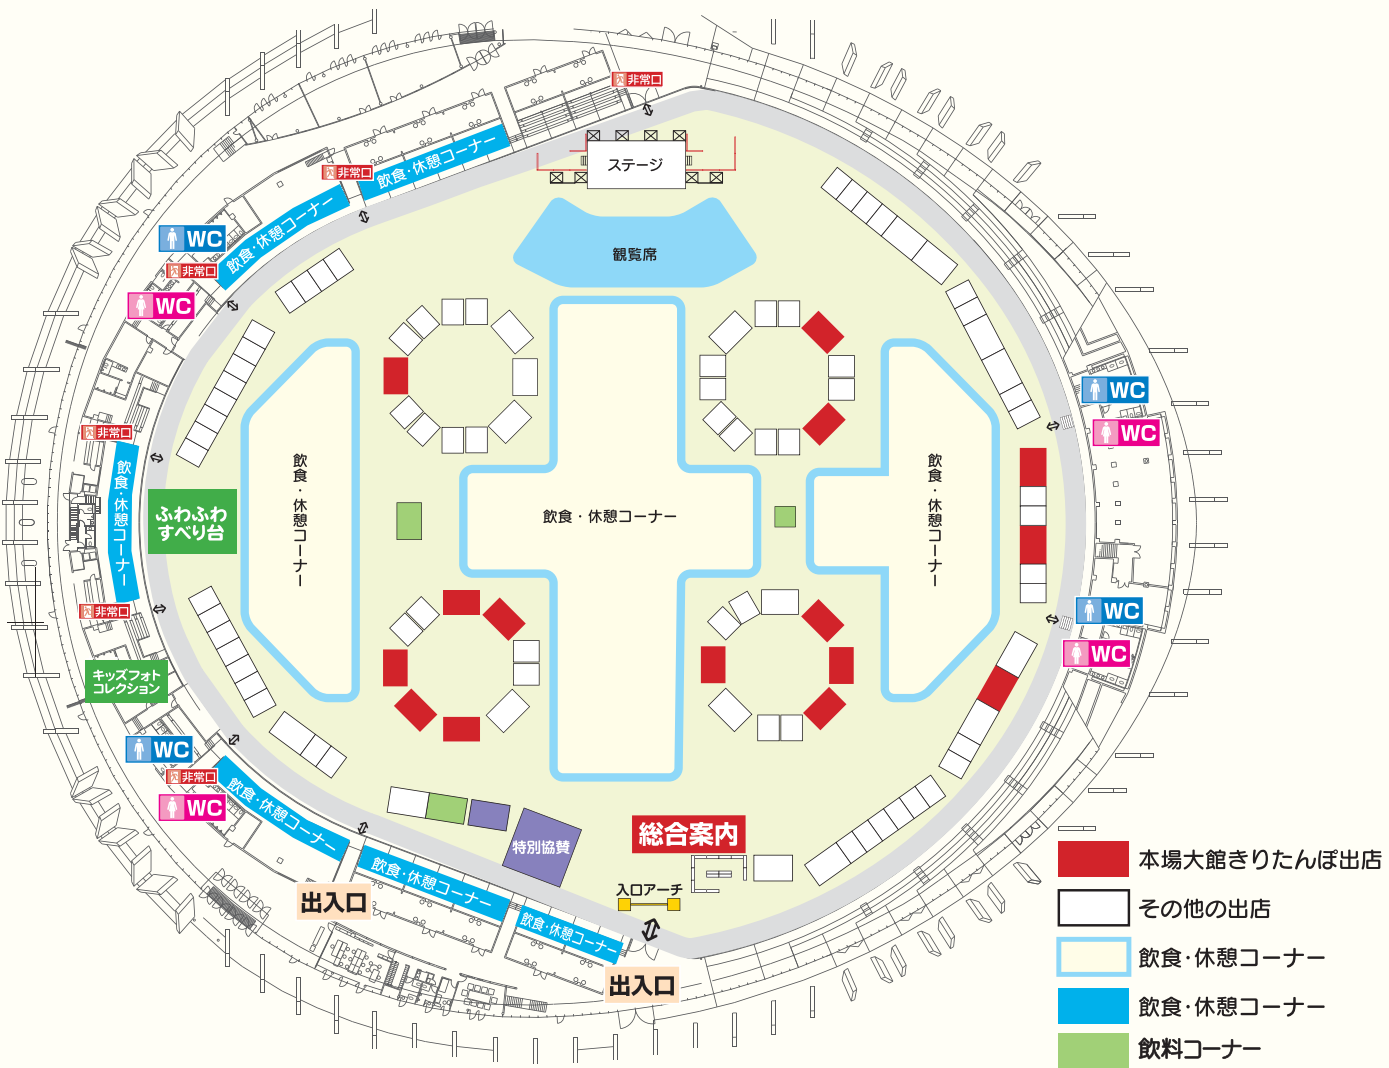 非常口
ステージ
飲食・休憩コーナー
非常口
飲食・休憩コーナー
WC
非常口
WC
観覧席
WC
WC
非常口
飲食・休憩コーナー
飲食・休憩コーナー
飲食・休憩コーナー
飲食・休憩コーナー
ふわふわ
すべり台
非常口
WC
WC
キッズフォト
コレクション
WC
非常口
WC
飲食・休憩コーナー
特別協賛
総合案内
飲食・休憩コーナー
入口アーチ
出入口
飲食・休憩コーナー
出入口
本場大館きりたんぽ出店
その他の出店
飲食・休憩コーナー
飲食・休憩コーナー
飲料コーナー